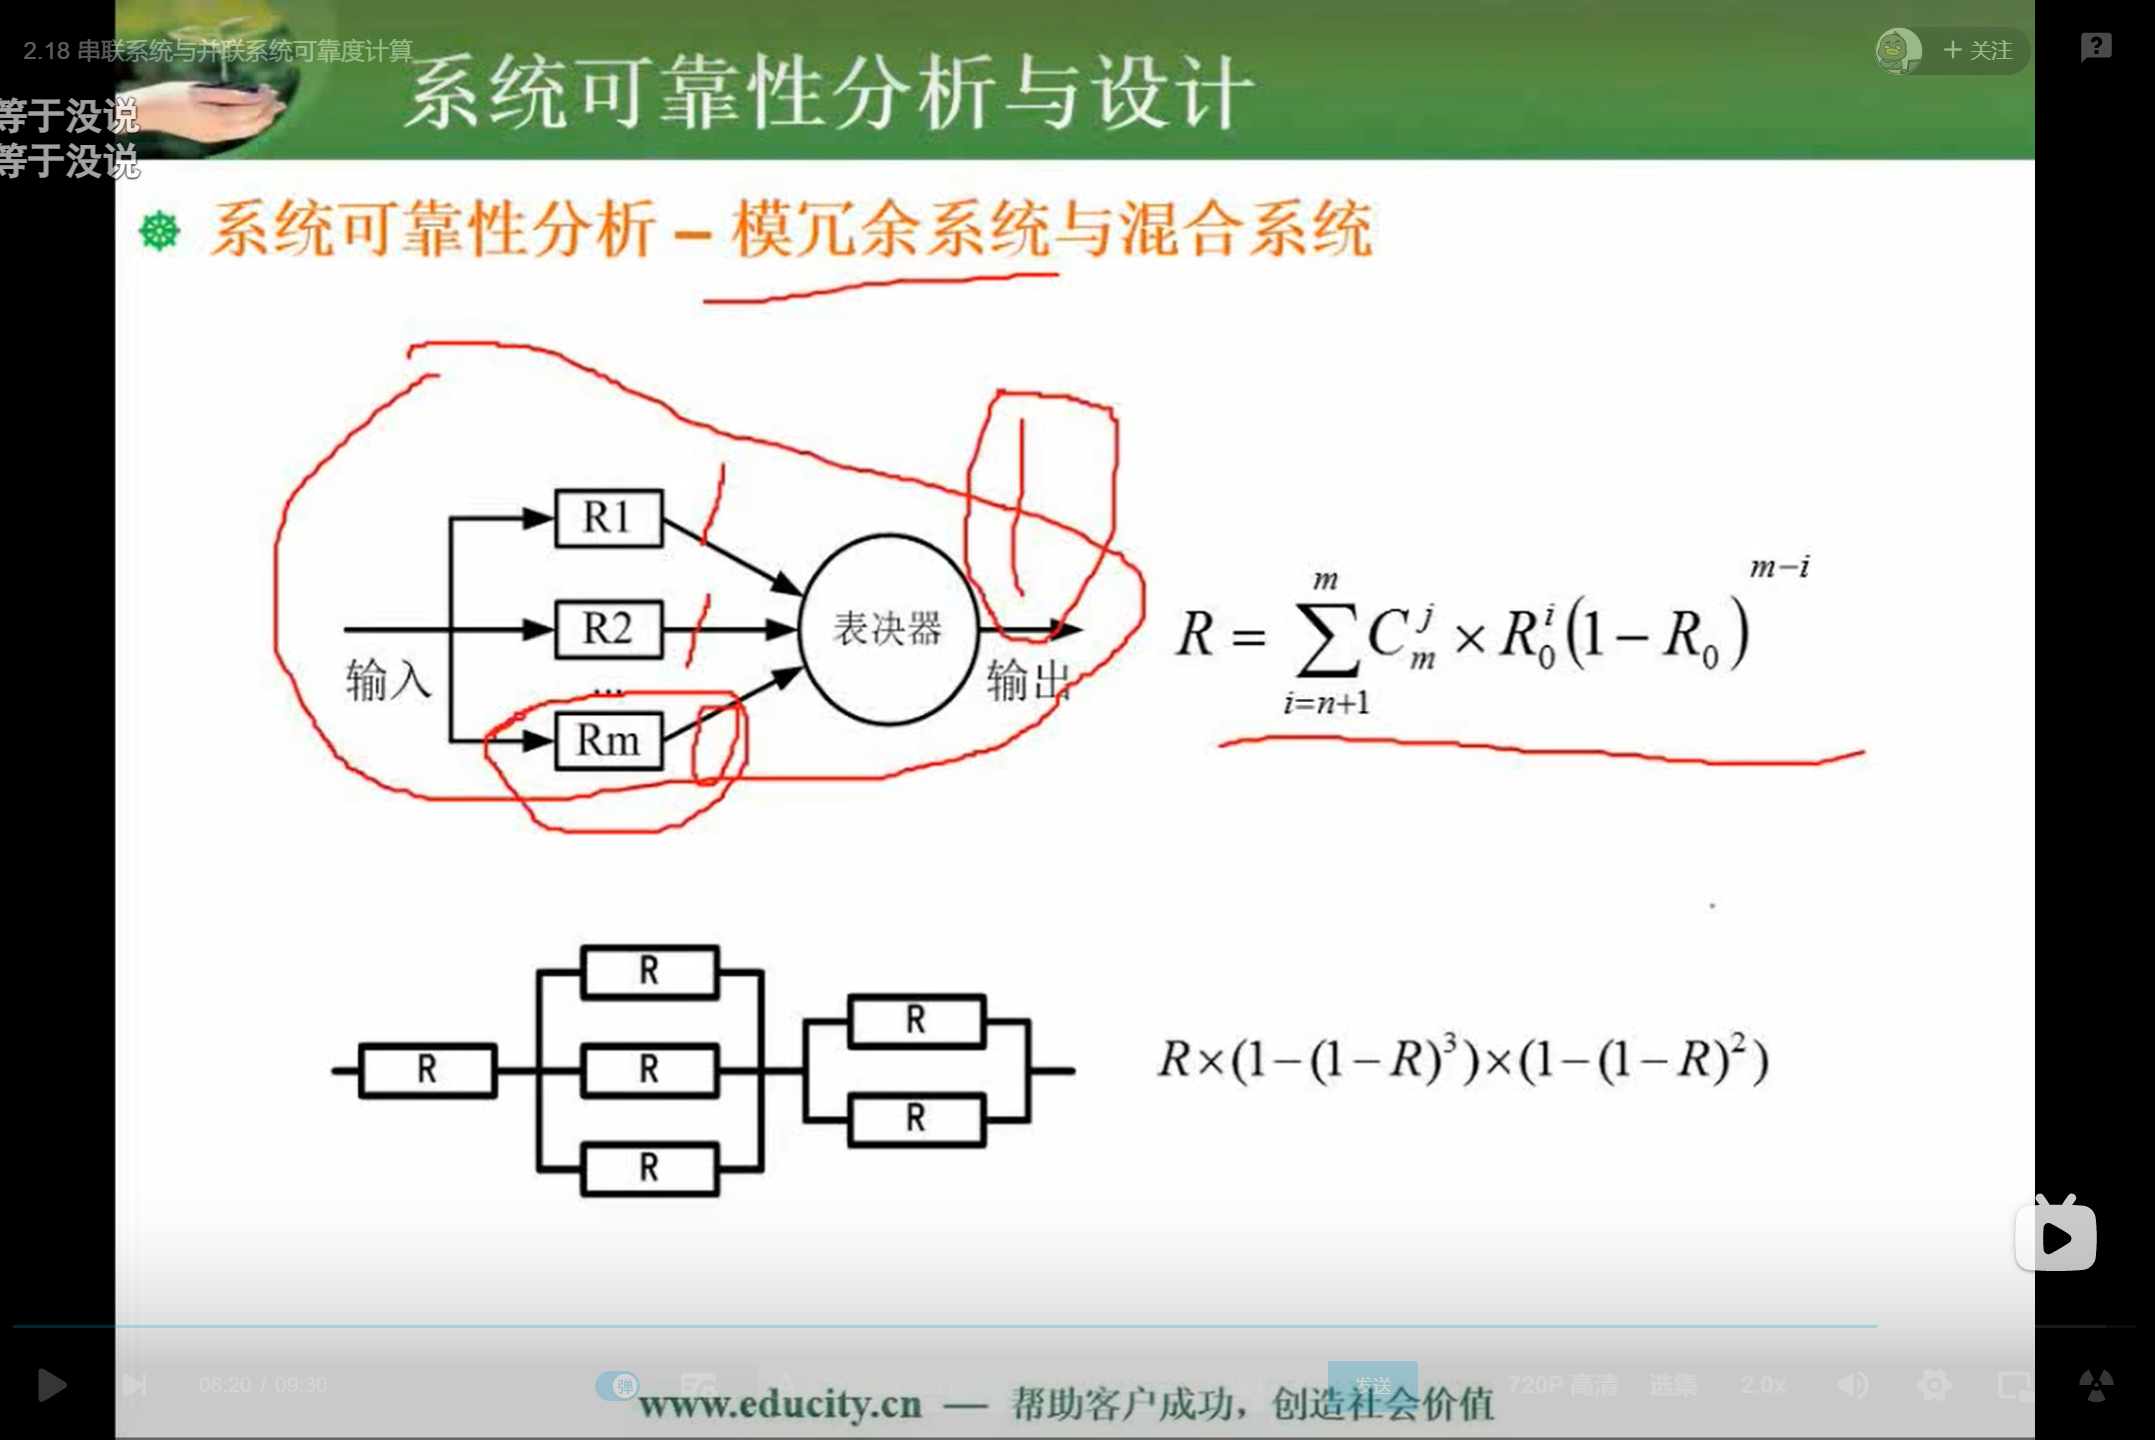 2.18 串联系统与并联系统可靠度计算
+ 关注
?
系统可靠性分析与设计
等于没说
等于没说
系统可靠性分析 – 模冗余系统与混合系统
R1
R2
...
Rm
输入
表决器
输出
R = \sum_{i=n+1}^{m} C_m^j × R_0^i (1 − R_0)^{m−i}
R
R
R
R
R
R
R×(1−(1−R)^3)×(1−(1−R)^2)
08:20 / 09:30
弹
发送
720P 高清
选集
2.0x
www.educity.cn — 帮助客户成功，创造社会价值